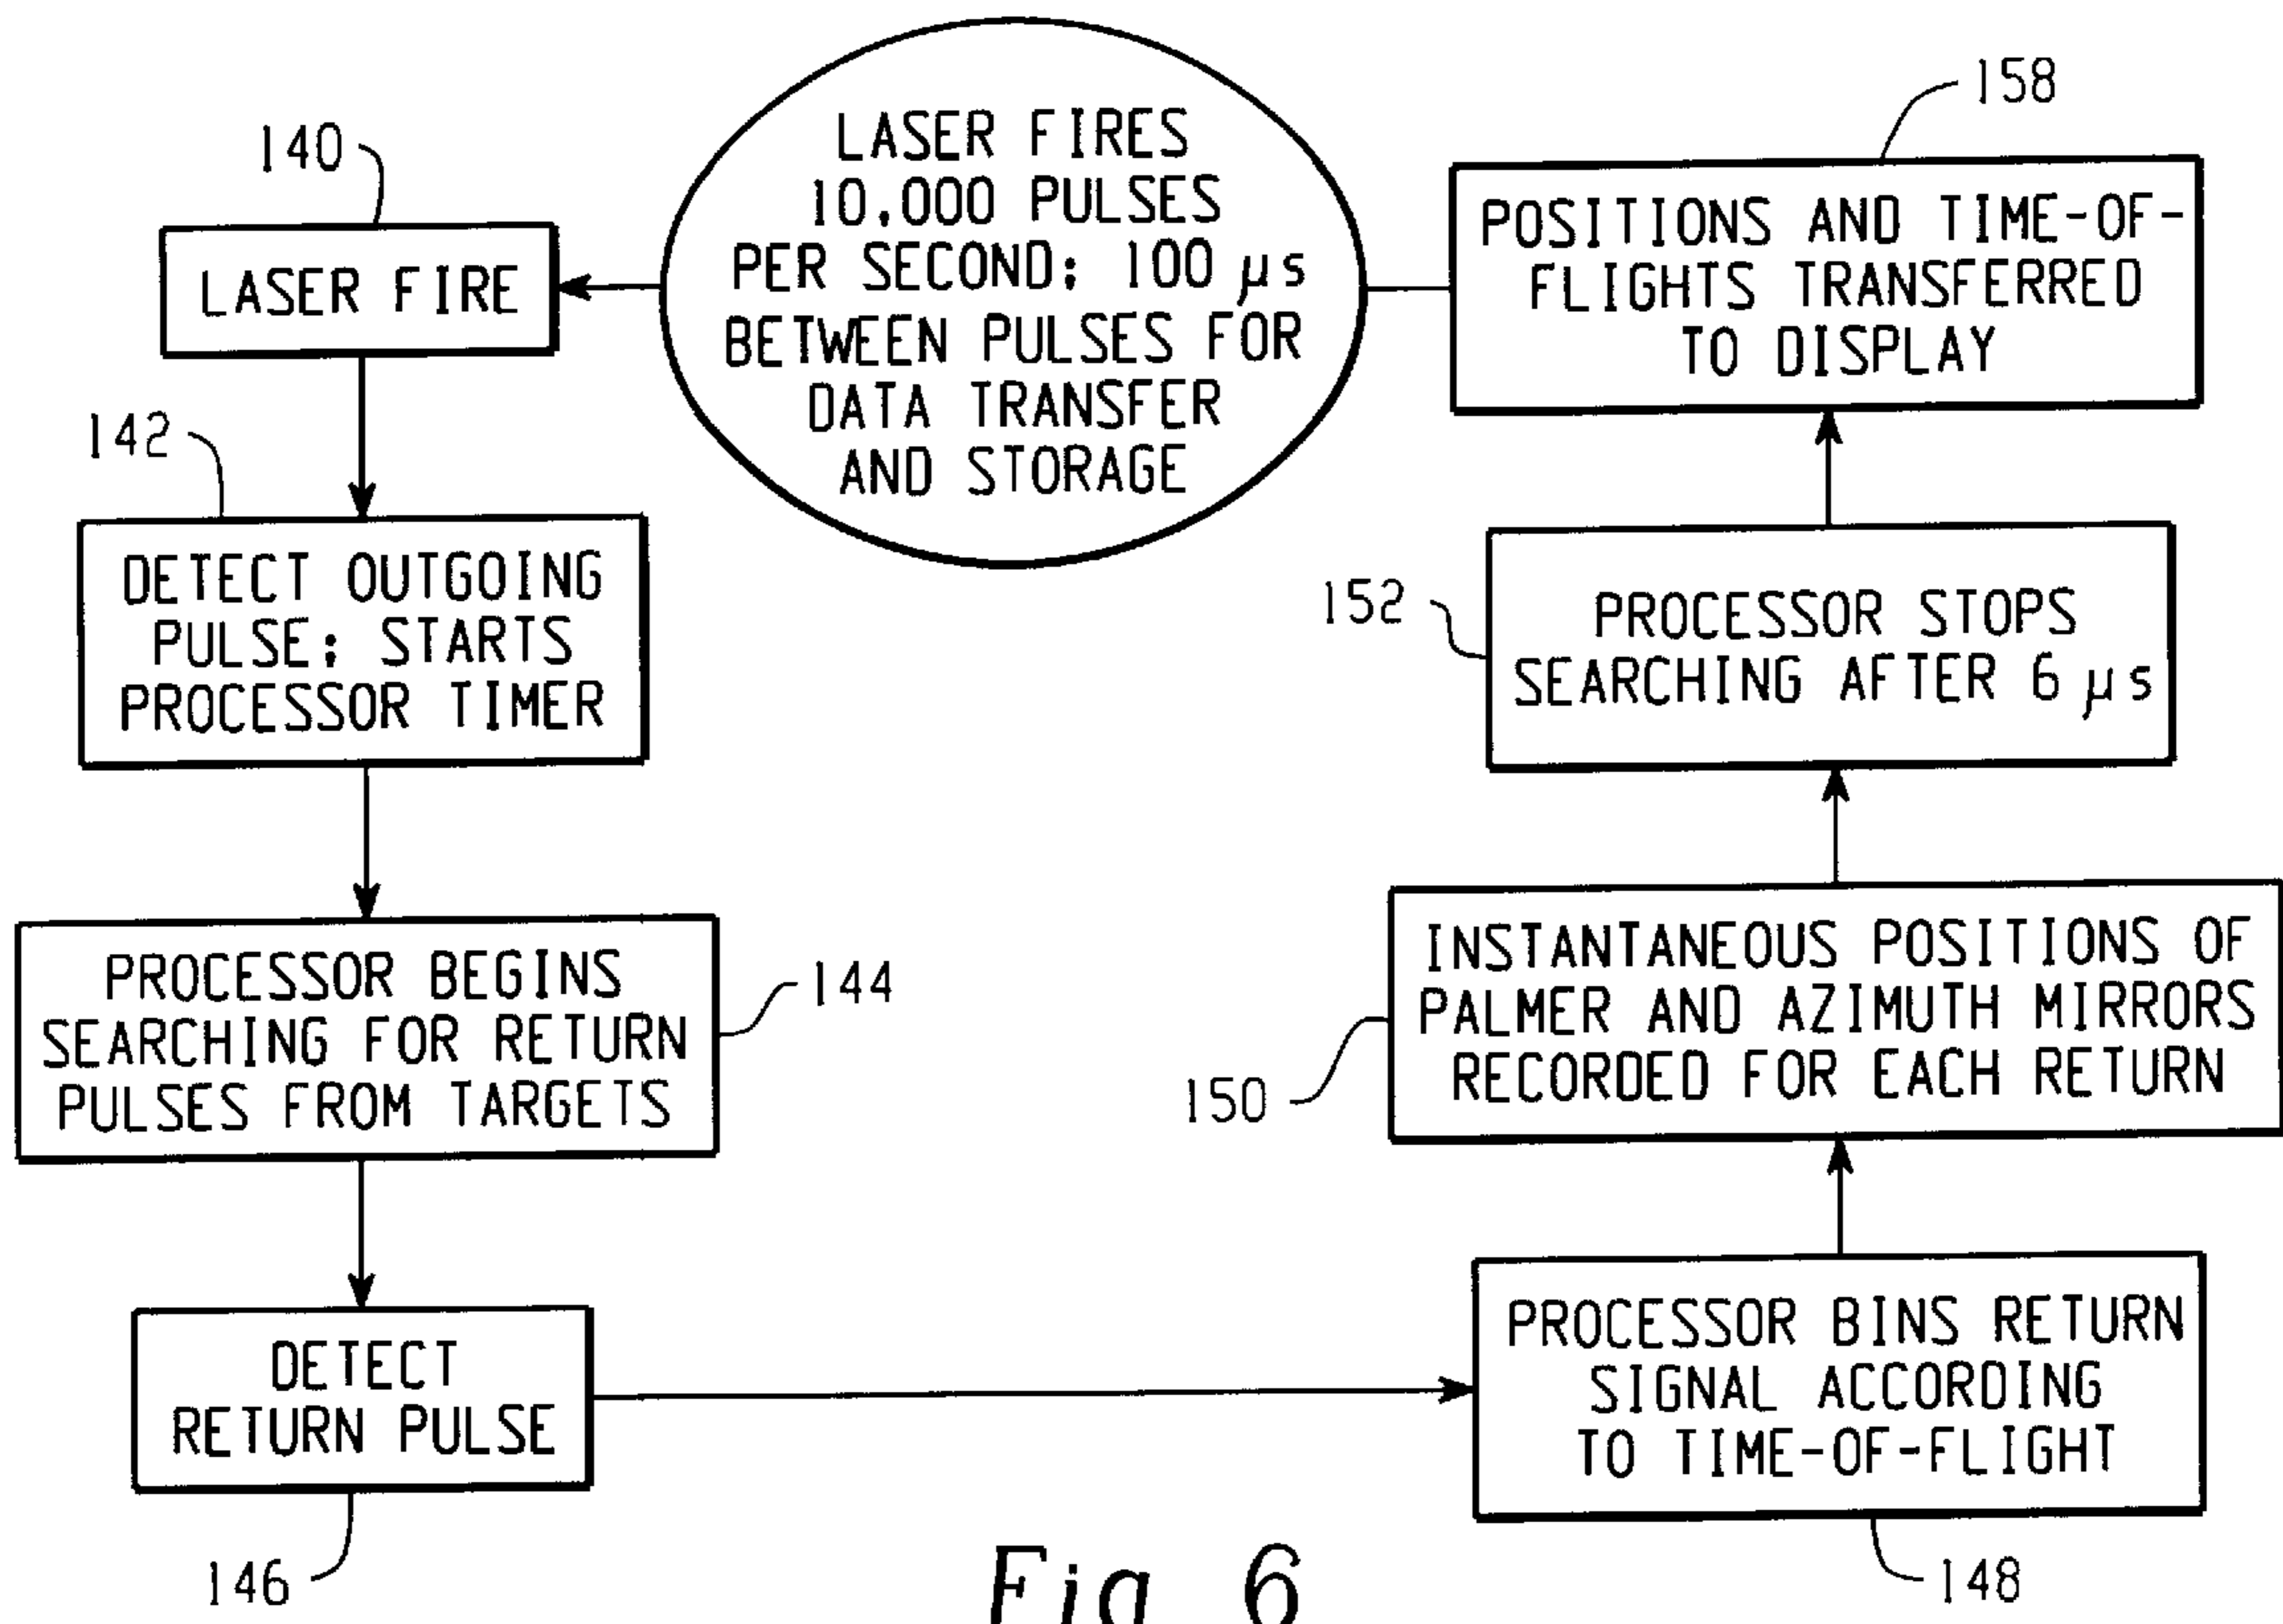 140
LASER FIRE
LASER FIRES
10,000 PULSES
PER SECOND; 100 µs
BETWEEN PULSES FOR
DATA TRANSFER
AND STORAGE
158
POSITIONS AND TIME-OF-
FLIGHTS TRANSFERRED
TO DISPLAY
142
DETECT OUTGOING
PULSE; STARTS
PROCESSOR TIMER
152
PROCESSOR STOPS
SEARCHING AFTER 6 µs
PROCESSOR BEGINS
SEARCHING FOR RETURN
PULSES FROM TARGETS
144
150
INSTANTANEOUS POSITIONS OF
PALMER AND AZIMUTH MIRRORS
RECORDED FOR EACH RETURN
DETECT
RETURN PULSE
146
PROCESSOR BINS RETURN
SIGNAL ACCORDING
TO TIME-OF-FLIGHT
148
Fig 6